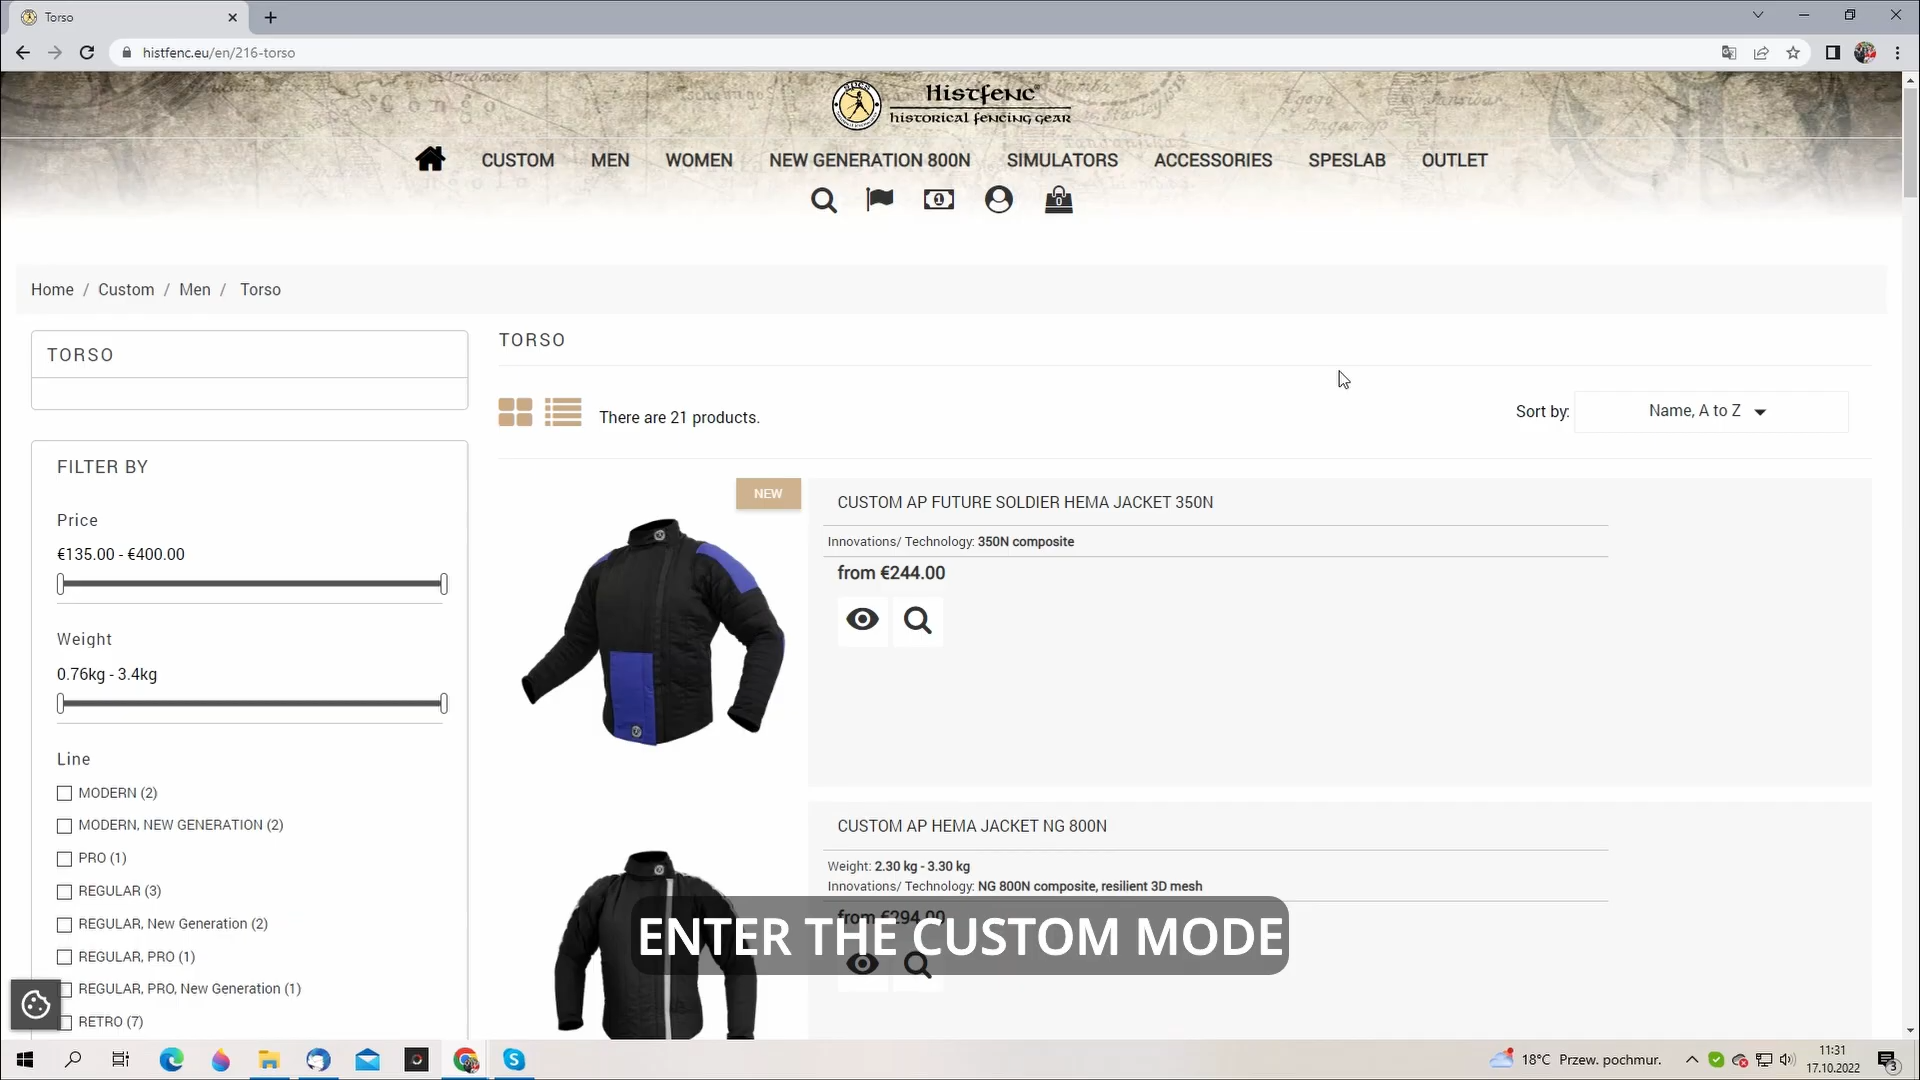 Torso
histfenc.eu/en/216-torso
Histfenc
historical fencing gear
CUSTOM MEN WOMEN NEW GENERATION 800N SIMULATORS ACCESSORIES SPESLAB OUTLET
1
0
Home / Custom / Men / Torso
TORSO
TORSO
There are 21 products.
Sort by: Name, A to Z
FILTER BY
Price
€135.00 - €400.00
Weight
0.76kg - 3.4kg
Line
MODERN (2)
MODERN, NEW GENERATION (2)
PRO (1)
REGULAR (3)
REGULAR, New Generation (2)
REGULAR, PRO (1)
REGULAR, PRO, New Generation (1)
RETRO (7)
NEW
CUSTOM AP FUTURE SOLDIER HEMA JACKET 350N
Innovations/ Technology: 350N composite
from €244.00
CUSTOM AP HEMA JACKET NG 800N
Weight: 2.30 kg - 3.30 kg
Innovations/ Technology: NG 800N composite, resilient 3D mesh
from €294.00
ENTER THE CUSTOM MODE
18°C Przew. pochmur.
11:31
17.10.2022
3